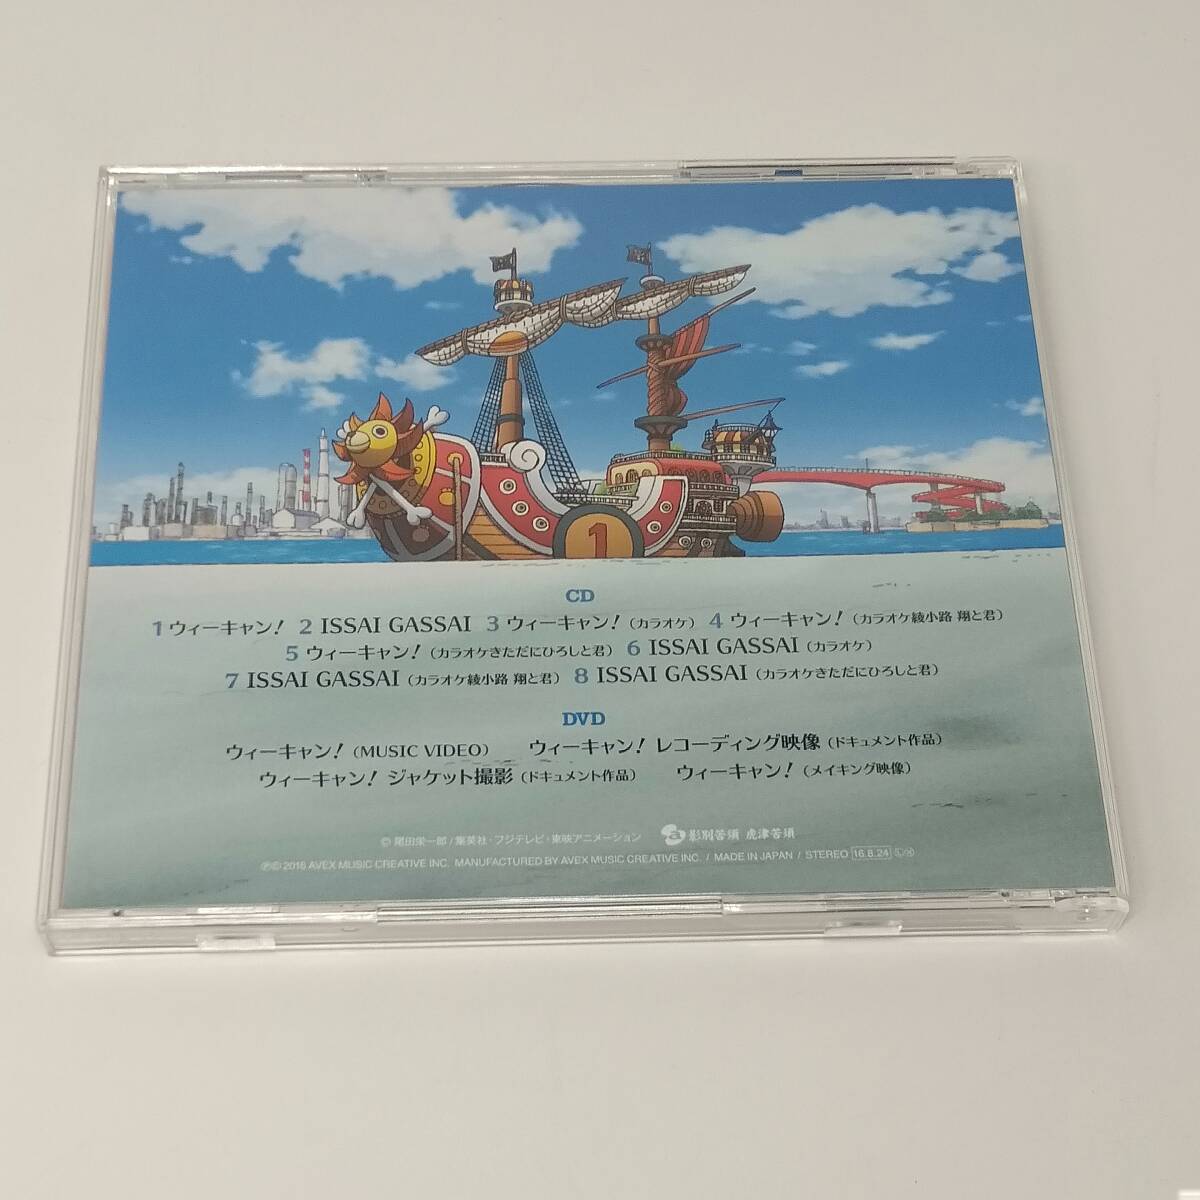 1
CD
1 ウィーキャン! 2 ISSAI GASSAI 3 ウィーキャン!（カラオケ） 4 ウィーキャン!（カラオケ綾小路 翔と君）
5 ウィーキャン!（カラオケきただにひろしと君） 6 ISSAI GASSAI（カラオケ）
7 ISSAI GASSAI（カラオケ綾小路 翔と君） 8 ISSAI GASSAI（カラオケきただにひろしと君）
DVD
ウィーキャン!（MUSIC VIDEO） ウィーキャン! レコーディング映像（ドキュメント作品）
ウィーキャン! ジャケット撮影（ドキュメント作品） ウィーキャン!（メイキング映像）
© 尾田栄一郎/集英社・フジテレビ・東映アニメーション a 影別苦須 虎津苦須
Ⓟ© 2016 AVEX MUSIC CREATIVE INC. MANUFACTURED BY AVEX MUSIC CREATIVE INC. / MADE IN JAPAN / STEREO 16.8.24